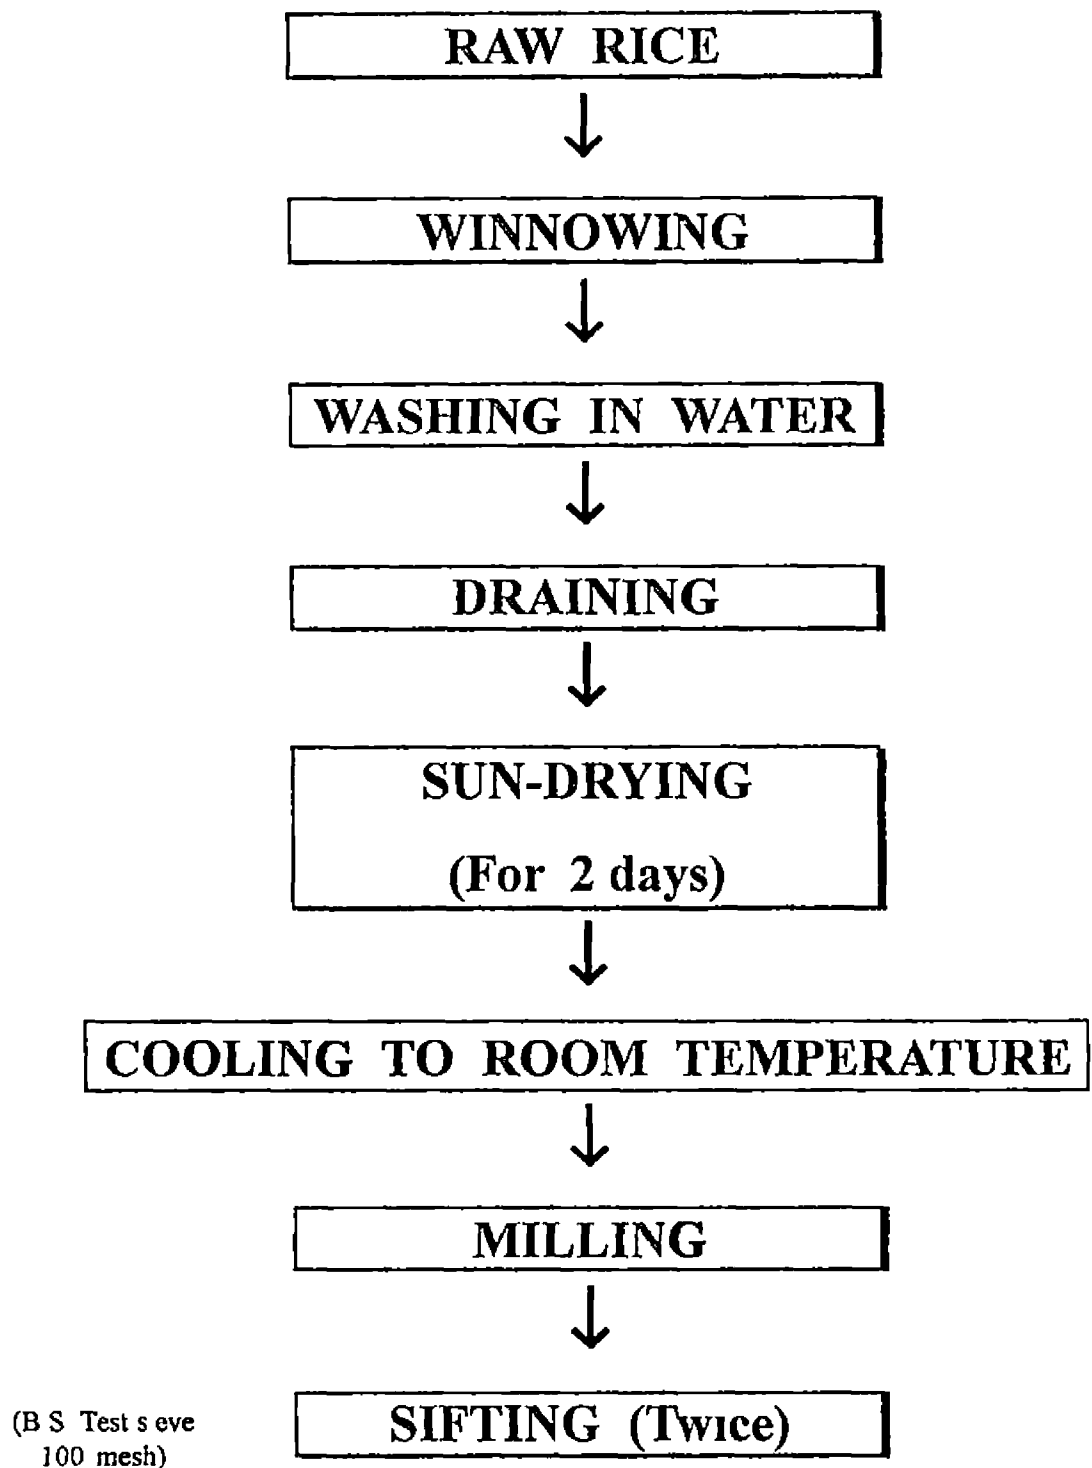 RAW RICE
WINNOWING
WASHING IN WATER
DRAINING
SUN-DRYING
(For 2 days)
COOLING TO ROOM TEMPERATURE
MILLING
SIFTING (Twice)
(B S Test s eve
100 mesh)